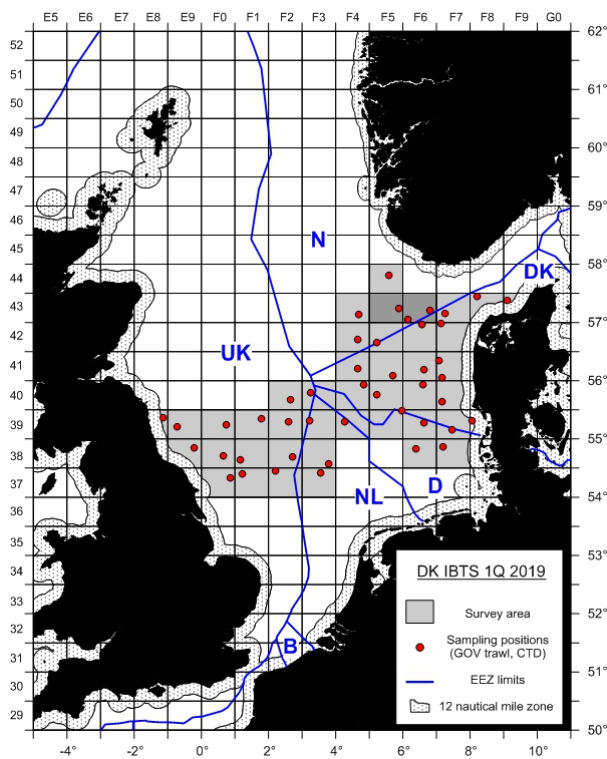 E5 E6 E7 E8 E9 F0 F1 F2 F3 F4 F5 F6 F7 F8 F9 G0
52 62°
51
50 61°
49
48 60°
47
46 59°
45
44 58°
43
42 57°
41
40 56°
39
38 55°
37
36 54°
35
34 53°
33
32 52°
31
30 51°
29 50°
N
DK
UK
D
NL
B
DK IBTS 1Q 2019
Survey area
Sampling positions
(GOV trawl, CTD)
EEZ limits
12 nautical mile zone
-4° -2° 0° 2° 4° 6° 8° 10°